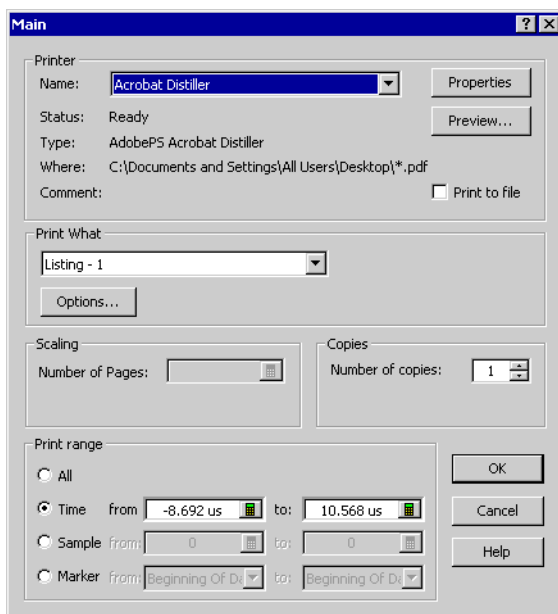 Main
Printer
Name: Acrobat Distiller Properties
Status: Ready Preview...
Type: AdobePS Acrobat Distiller
Where: C:\Documents and Settings\All Users\Desktop\*.pdf
Comment: Print to file
Print What
Listing - 1
Options...
Scaling Copies
Number of Pages: Number of copies: 1
Print range
All OK
Time from -8.692 us to: 10.568 us Cancel
Sample from: 0 to: 0
Help
Marker from: Beginning Of Da to: Beginning Of Da